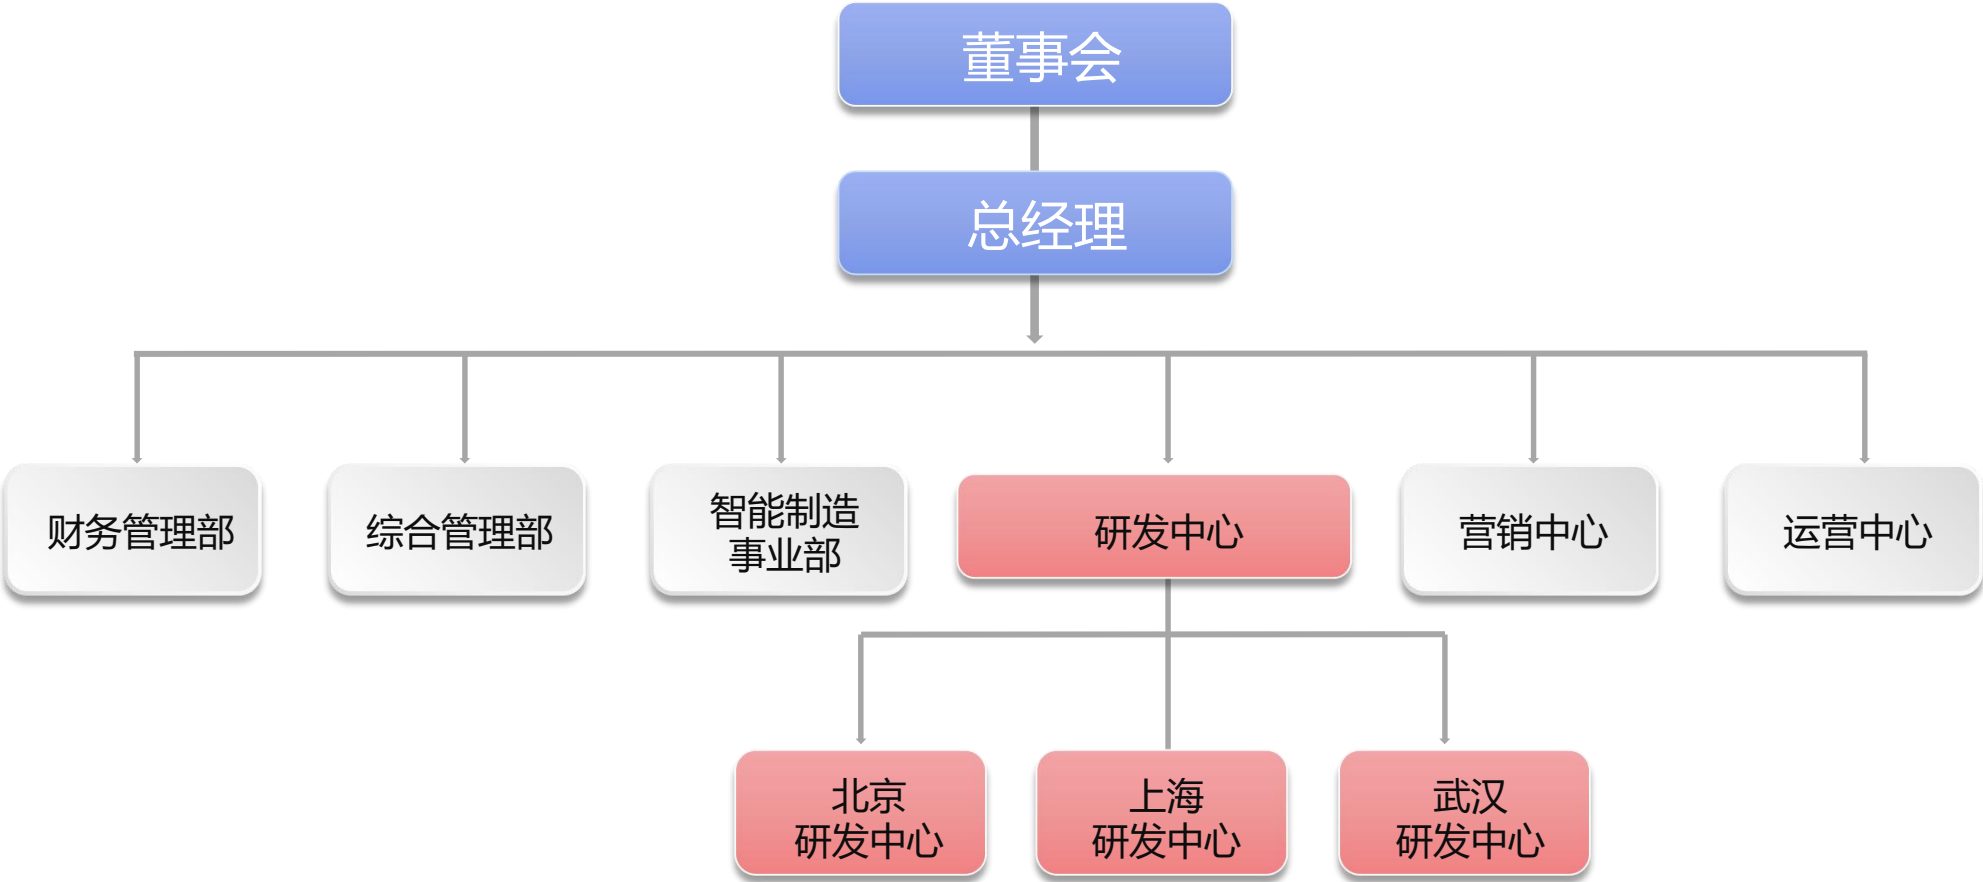 董事会
总经理
财务管理部
综合管理部
智能制造
事业部
研发中心
营销中心
运营中心
北京
研发中心
上海
研发中心
武汉
研发中心